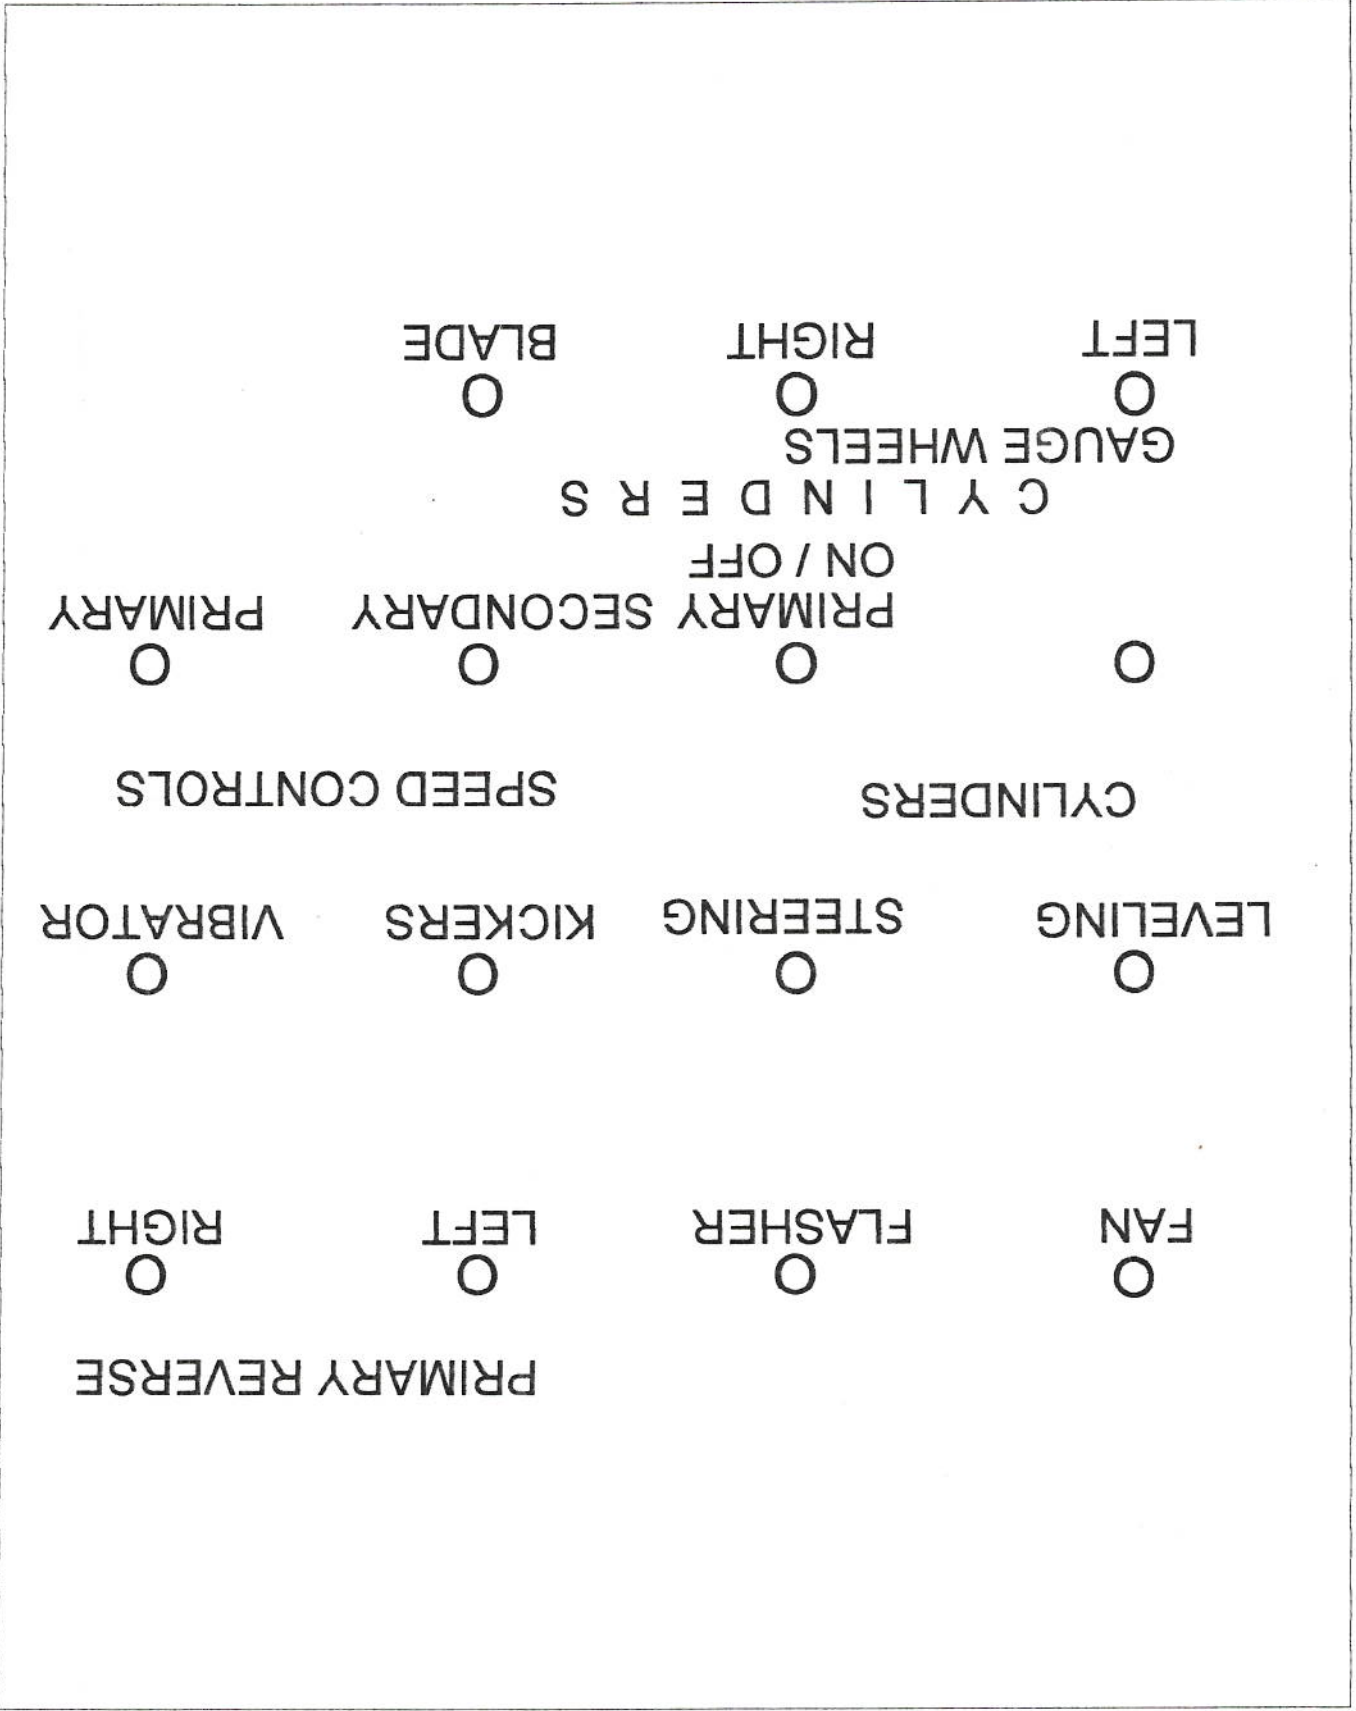 PRIMARY REVERSE
O O O O
FAN FLASHER LEFT RIGHT
O O O O
LEVELING STEERING KICKERS VIBRATOR
CYLINDERS SPEED CONTROLS
O O O O
PRIMARY SECONDARY PRIMARY
ON / OFF
C Y L I N D E R S
GAUGE WHEELS
O O O
LEFT RIGHT BLADE